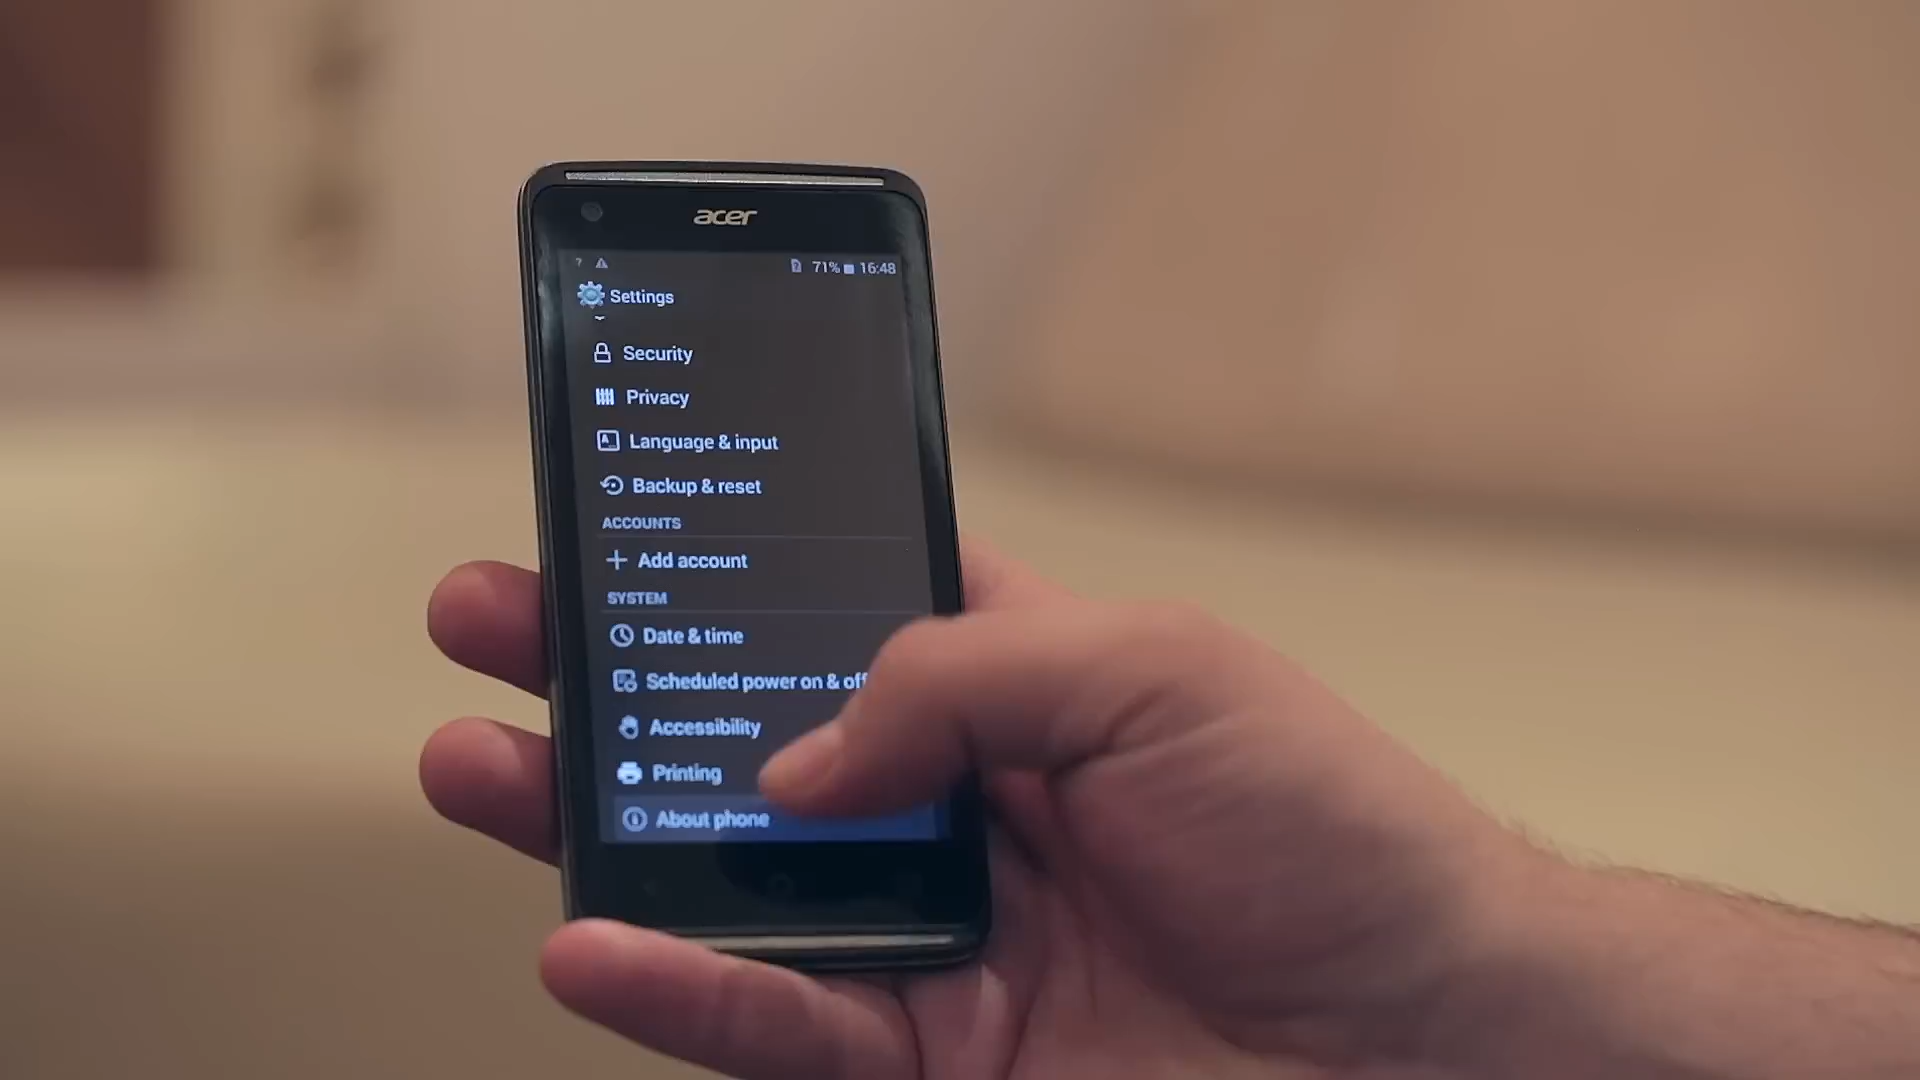 acer
71% 16:48
Settings
Security
Privacy
Language & input
Backup & reset
ACCOUNTS
Add account
SYSTEM
Date & time
Scheduled power on & off
Accessibility
Printing
About phone